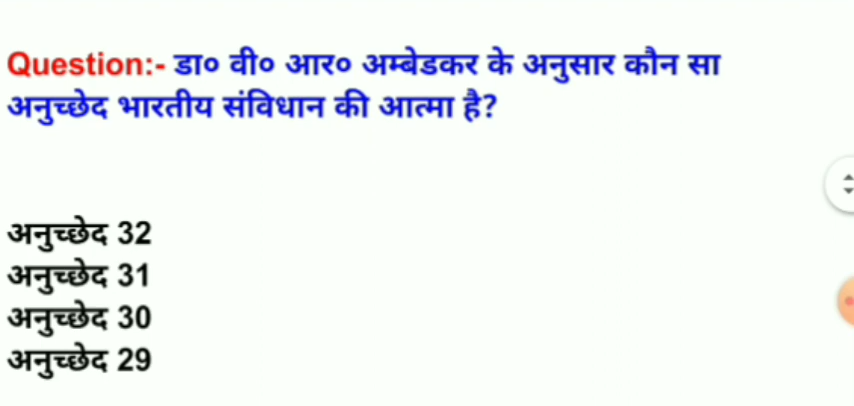 Question:- डा० वी० आर० अम्बेडकर के अनुसार कौन सा
अनुच्छेद भारतीय संविधान की आत्मा है?
अनुच्छेद 32
अनुच्छेद 31
अनुच्छेद 30
अनुच्छेद 29